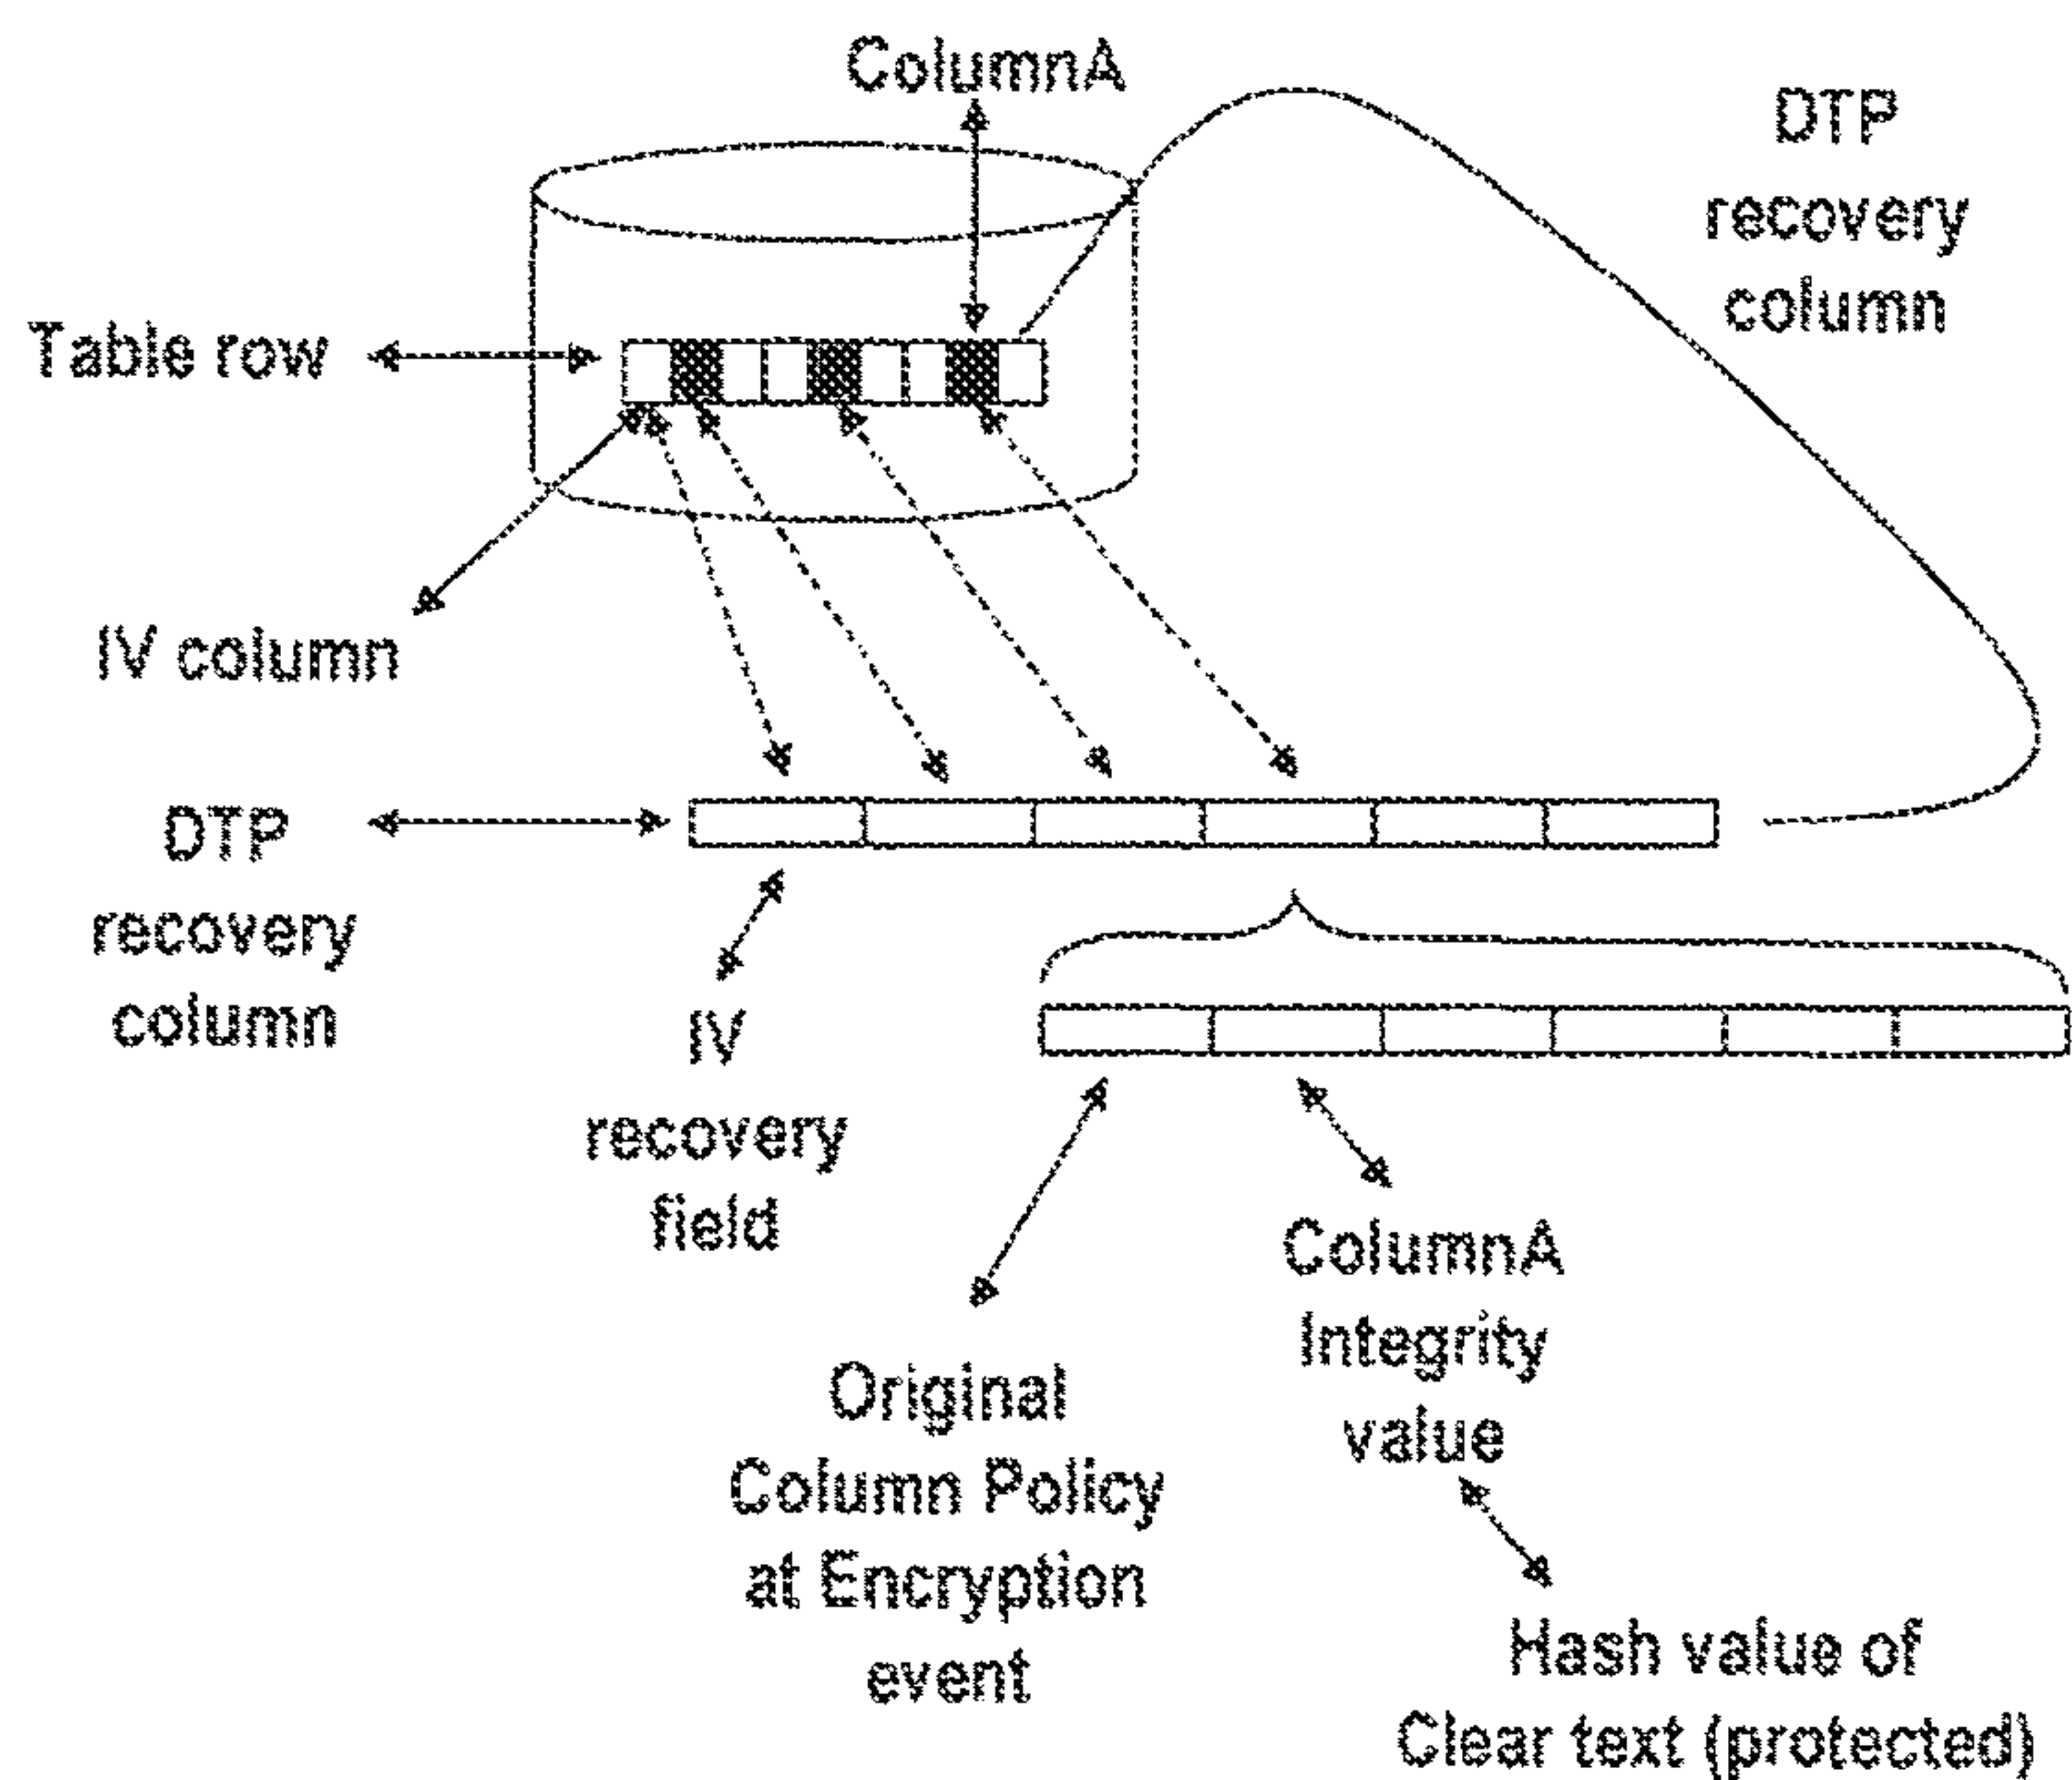 ColumnA
DTP
recovery
column
Table row
IV column
DTP
recovery
column
IV
recovery
field
ColumnA
Integrity
value
Original
Column Policy
at Encryption
event
Hash value of
Clear text (protected)